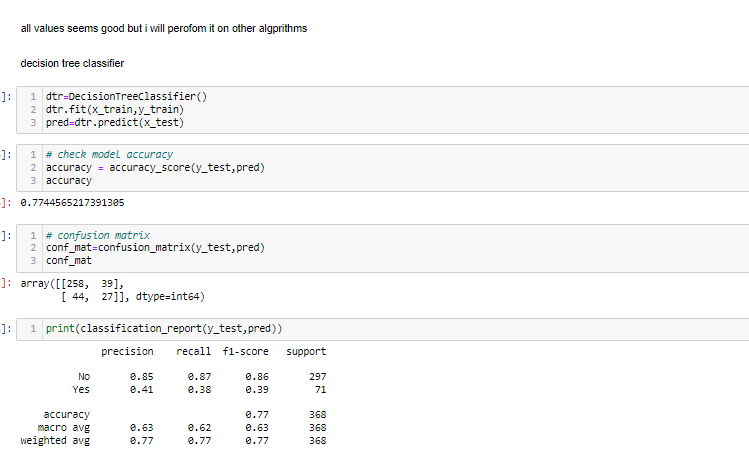 all values seems good but i will perofom it on other algprithms
decision tree classifier
]: 1 dtr=DecisionTreeClassifier()
2 dtr.fit(x_train,y_train)
3 pred=dtr.predict(x_test)
]: 1 # check model accuracy
2 accuracy = accuracy_score(y_test,pred)
3 accuracy
]: 0.7744565217391305
]: 1 # confusion matrix
2 conf_mat=confusion_matrix(y_test,pred)
3 conf_mat
]: array([[258, 39],
[ 44, 27]], dtype=int64)
]: 1 print(classification_report(y_test,pred))
precision recall f1-score support
No 0.85 0.87 0.86 297
Yes 0.41 0.38 0.39 71
accuracy 0.77 368
macro avg 0.63 0.62 0.63 368
weighted avg 0.77 0.77 0.77 368